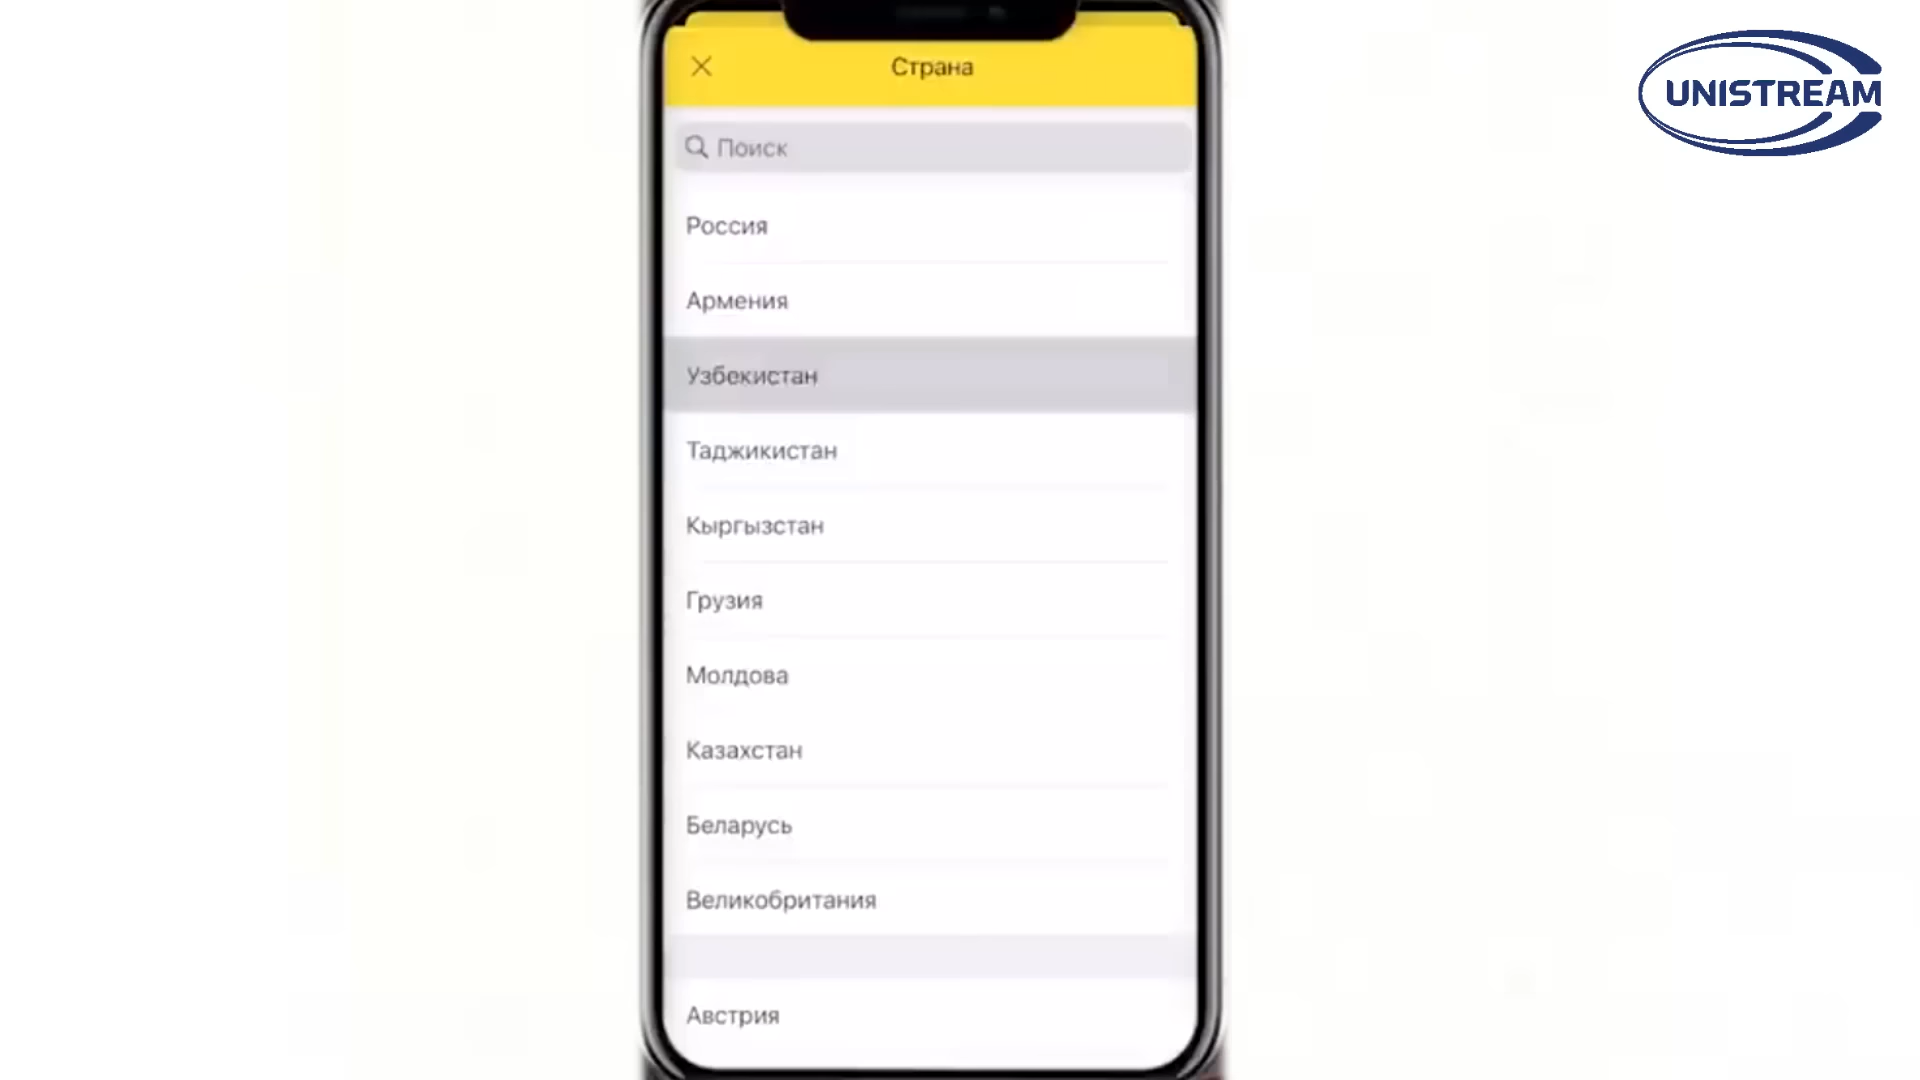 Страна
UNISTREAM
Поиск
Россия
Армения
Узбекистан
Таджикистан
Кыргызстан
Грузия
Молдова
Казахстан
Беларусь
Великобритания
Австрия